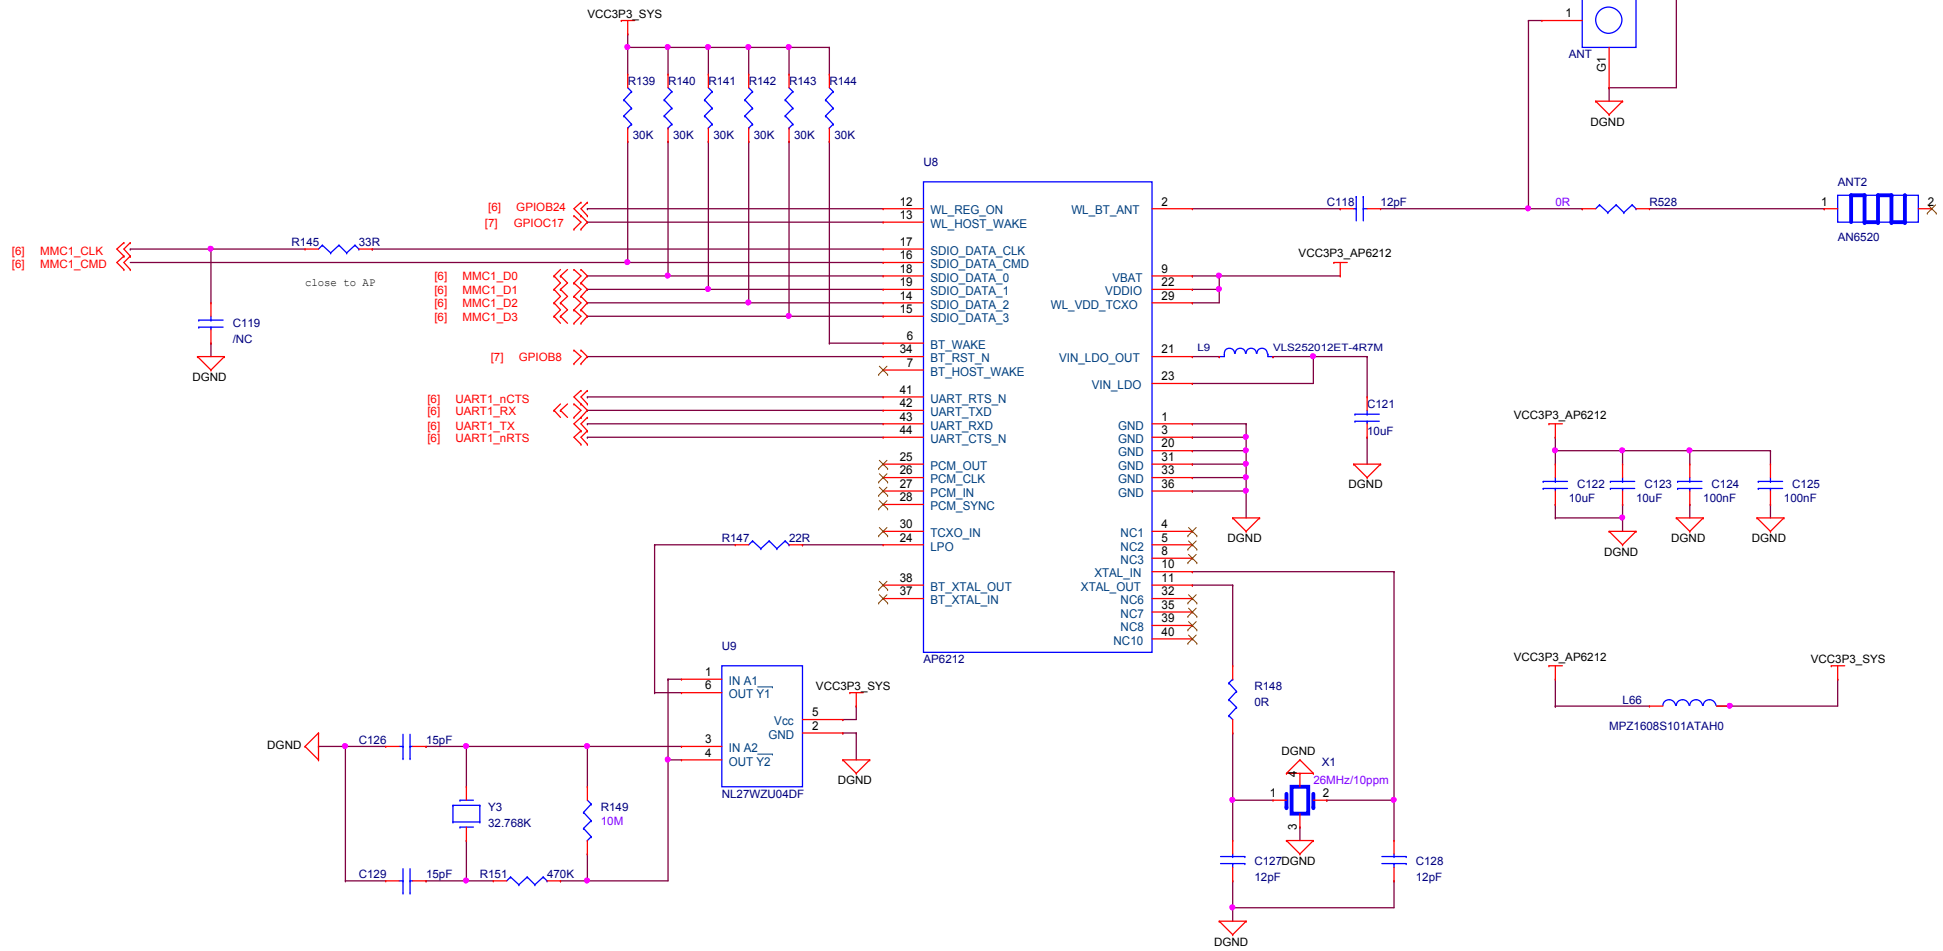 VCC3P3_SYS
1
ANT
G1
DGND
R139 R140 R141 R142 R143 R144
30K 30K 30K 30K 30K 30K
U8
[6] GPIOB24
[7] GPIOC17
[6] MMC1_CLK
[6] MMC1_CMD
R145 33R
close to AP
C119
/NC
DGND
[6] MMC1_D0
[6] MMC1_D1
[6] MMC1_D2
[6] MMC1_D3
[7] GPIOB8
[6] UART1_nCTS
[6] UART1_RX
[6] UART1_TX
[6] UART1_nRTS
12 WL_REG_ON
13 WL_HOST_WAKE
17 SDIO_DATA_CLK
16 SDIO_DATA_CMD
18 SDIO_DATA_0
19 SDIO_DATA_1
14 SDIO_DATA_2
15 SDIO_DATA_3
6 BT_WAKE
34 BT_RST_N
7 BT_HOST_WAKE
41 UART_RTS_N
42 UART_TXD
43 UART_RXD
44 UART_CTS_N
25 PCM_OUT
26 PCM_CLK
27 PCM_IN
28 PCM_SYNC
30 TCXO_IN
24 LPO
38 BT_XTAL_OUT
37 BT_XTAL_IN
WL_BT_ANT 2
VBAT 9
VDDIO 22
WL_VDD_TCXO 29
VIN_LDO_OUT 21
VIN_LDO 23
GND 1
GND 3
GND 20
GND 31
GND 33
GND 36
NC1 4
NC2 5
NC3 8
XTAL_IN 10
XTAL_OUT 11
NC6 32
NC7 35
NC8 39
NC10 40
AP6212
C118 12pF
0R R528
ANT2
1 2
AN6520
VCC3P3_AP6212
L9 VLS252012ET-4R7M
C121
10uF
DGND
DGND
VCC3P3_AP6212
C122 C123 C124 C125
10uF 10uF 100nF 100nF
DGND DGND DGND
R147 22R
U9
1 IN A1
6 OUT Y1
3 IN A2
4 OUT Y2
Vcc 5
GND 2
VCC3P3_SYS
DGND
NL27WZU04DF
DGND
C126 15pF
Y3
32.768K
R149
10M
C129 15pF
R151 470K
R148
0R
DGND
X1
26MHz/10ppm
4
1 2
3
DGND
C127
12pF
C128
12pF
DGND
VCC3P3_AP6212 VCC3P3_SYS
L66
MPZ1608S101ATAH0